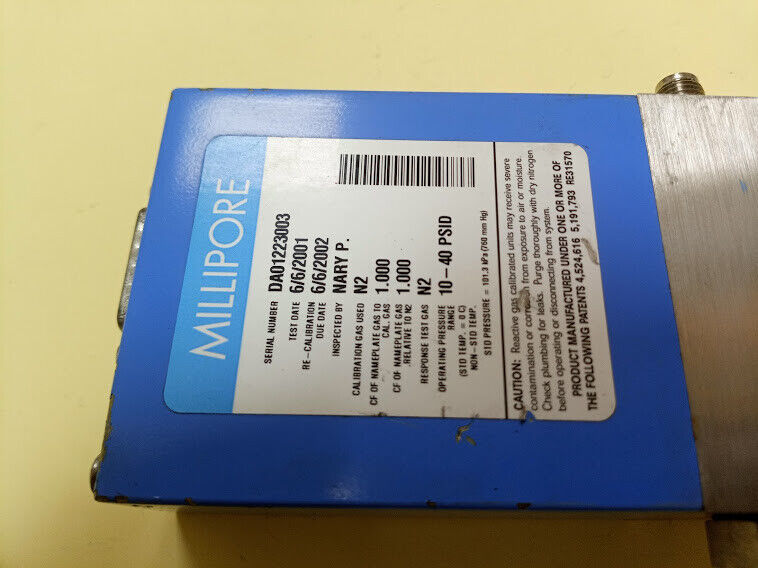 MILLIPORE
SERIAL NUMBER DA01223003
TEST DATE 6/6/2001
RE-CALIBRATION DUE DATE 6/6/2002
INSPECTED BY NARY P.
CALIBRATION GAS USED N2
CF OF NAMEPLATE GAS TO CAL. GAS 1.000
CF OF NAMEPLATE GAS RELATIVE TO N2 1.000
RESPONSE TEST GAS N2
OPERATING PRESSURE RANGE 10-40 PSID
(STD TEMP. = 0 C)
NON-STD TEMP.
STD PRESSURE = 101.3 kPa (760 mm Hg)
CAUTION: Reactive gas calibrated units may receive severe
contamination or corrosion from exposure to air or moisture.
Check plumbing for leaks. Purge thoroughly with dry nitrogen
before operating or disconnecting from system.
PRODUCT MANUFACTURED UNDER ONE OR MORE OF
THE FOLLOWING PATENTS 4,524,616 5,191,793 RE31570